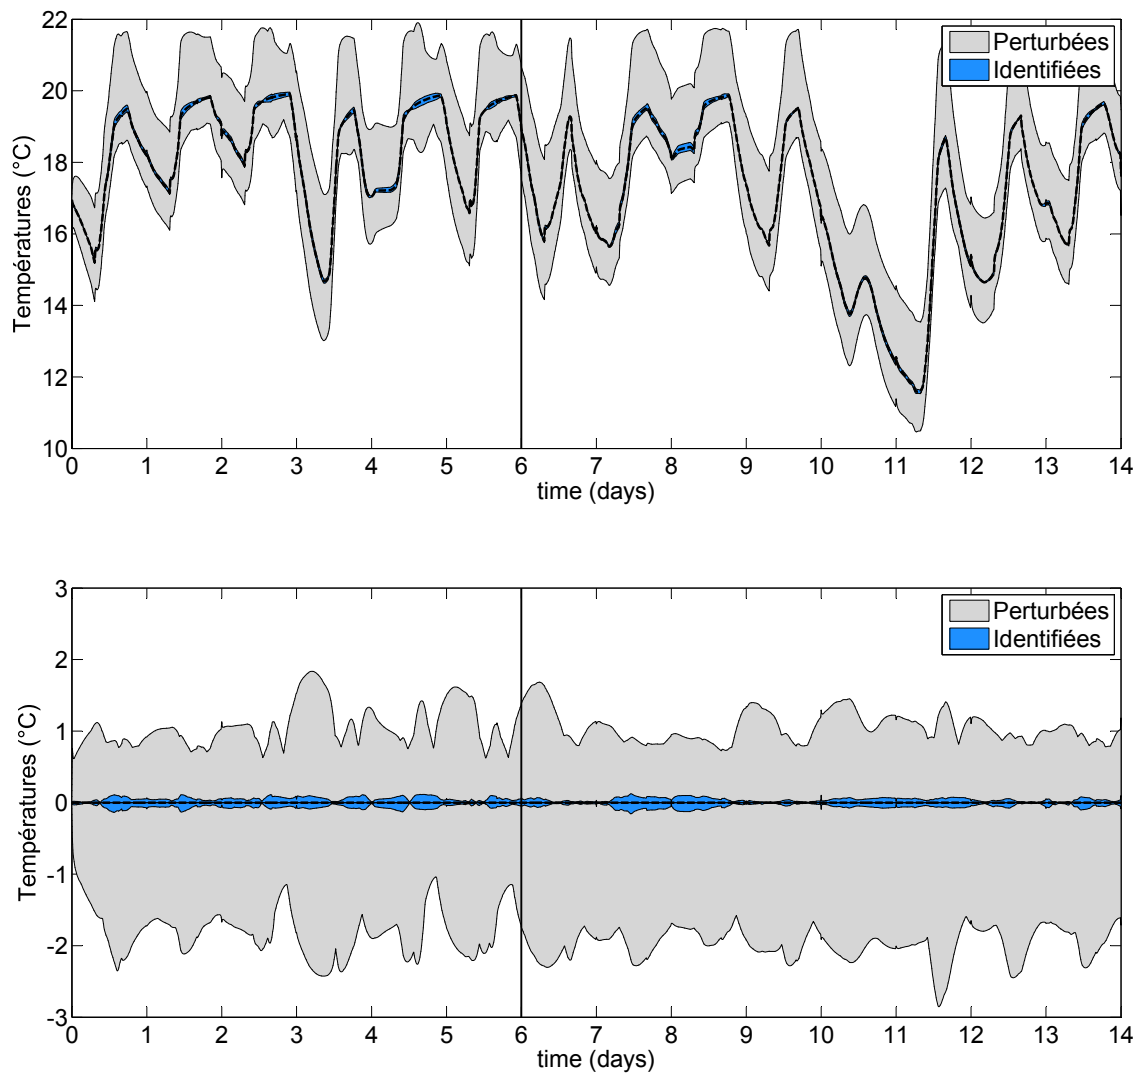 22
20
18
16
14
12
10
Températures (°C)
Perturbées
Identifiées
0 1 2 3 4 5 6 7 8 9 10 11 12 13 14
time (days)
3
2
1
0
-1
-2
-3
Températures (°C)
Perturbées
Identifiées
0 1 2 3 4 5 6 7 8 9 10 11 12 13 14
time (days)